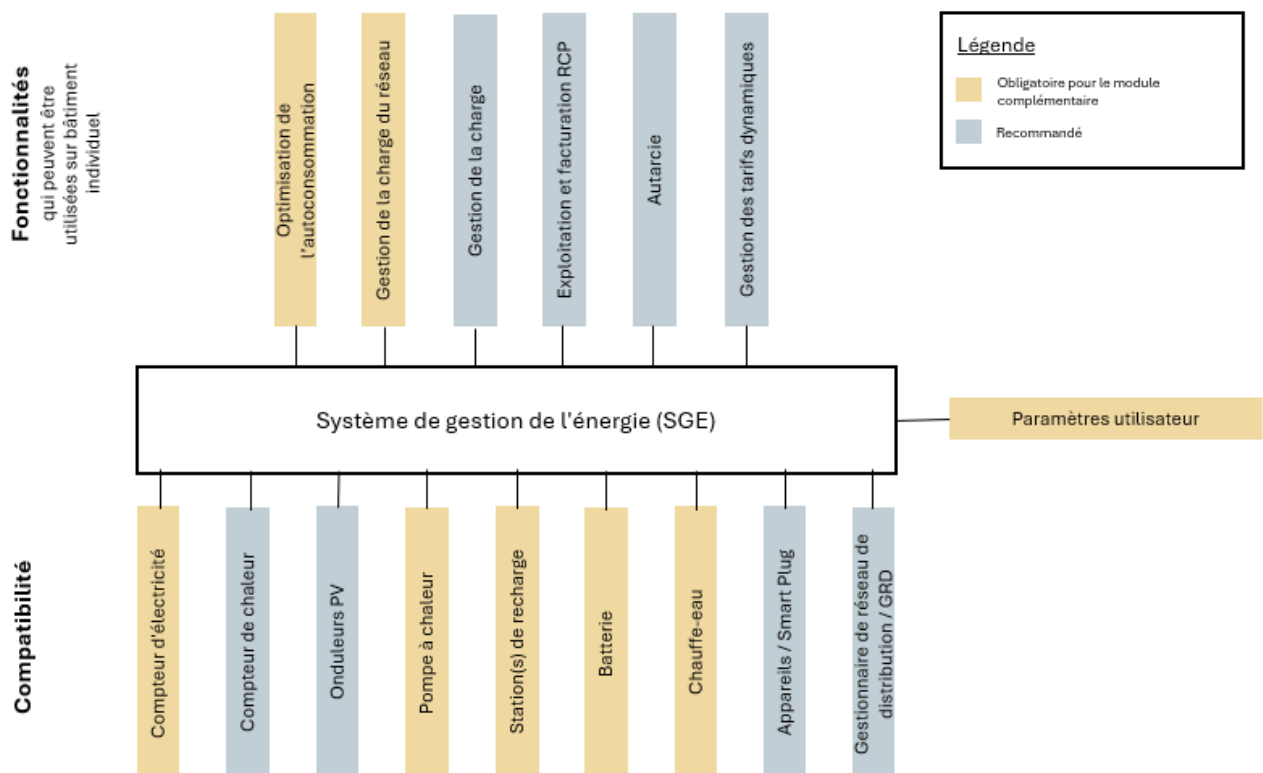 Fonctionnalités
qui peuvent être
utilisées sur bâtiment
individuel
Optimisation de
l'autoconsommation
Gestion de la charge du réseau
Gestion de la charge
Exploitation et facturation RCP
Autarcie
Gestion des tarifs dynamiques
Légende
Obligatoire pour le module
complémentaire
Recommandé
Système de gestion de l'énergie (SGE)
Paramètres utilisateur
Compatibilité
Compteur d'électricité
Compteur de chaleur
Onduleurs PV
Pompe à chaleur
Station(s) de recharge
Batterie
Chauffe-eau
Appareils / Smart Plug
Gestionnaire de réseau de
distribution / GRD